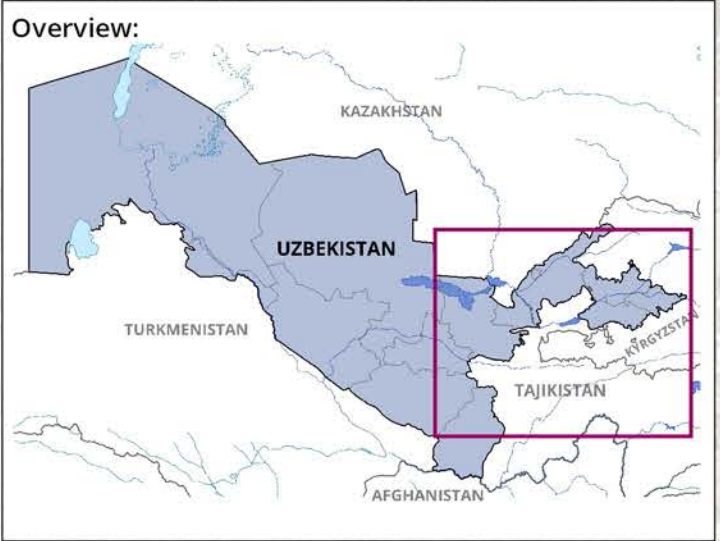 Overview:
KAZAKHSTAN
UZBEKISTAN
TURKMENISTAN
KYRGYZSTAN
TAJIKISTAN
AFGHANISTAN